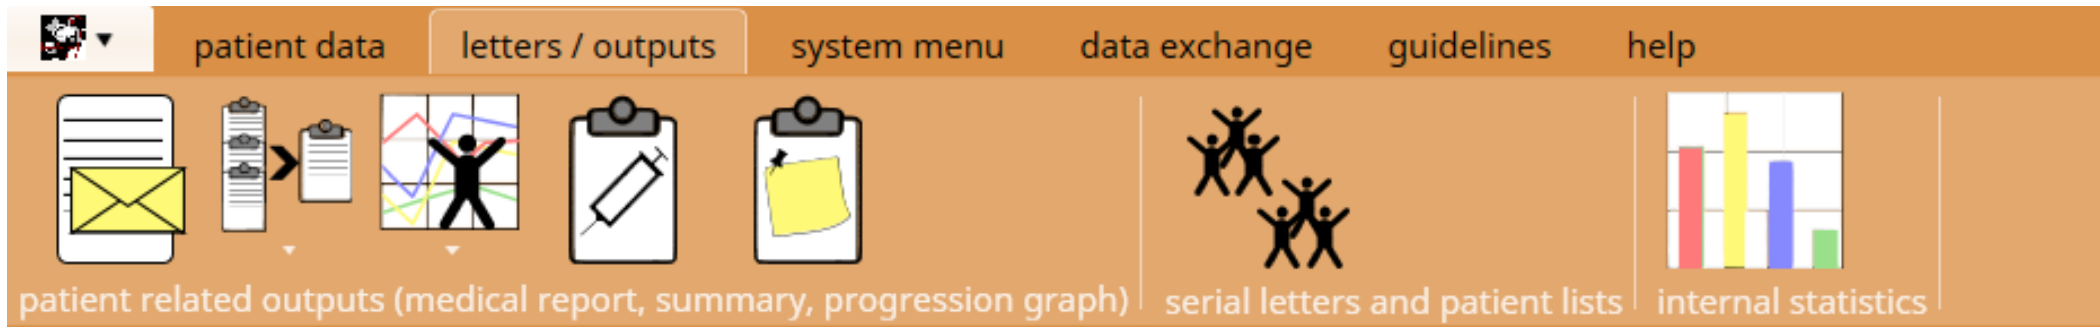 patient data
letters / outputs
system menu
data exchange
guidelines
help
patient related outputs (medical report, summary, progression graph)
serial letters and patient lists
internal statistics